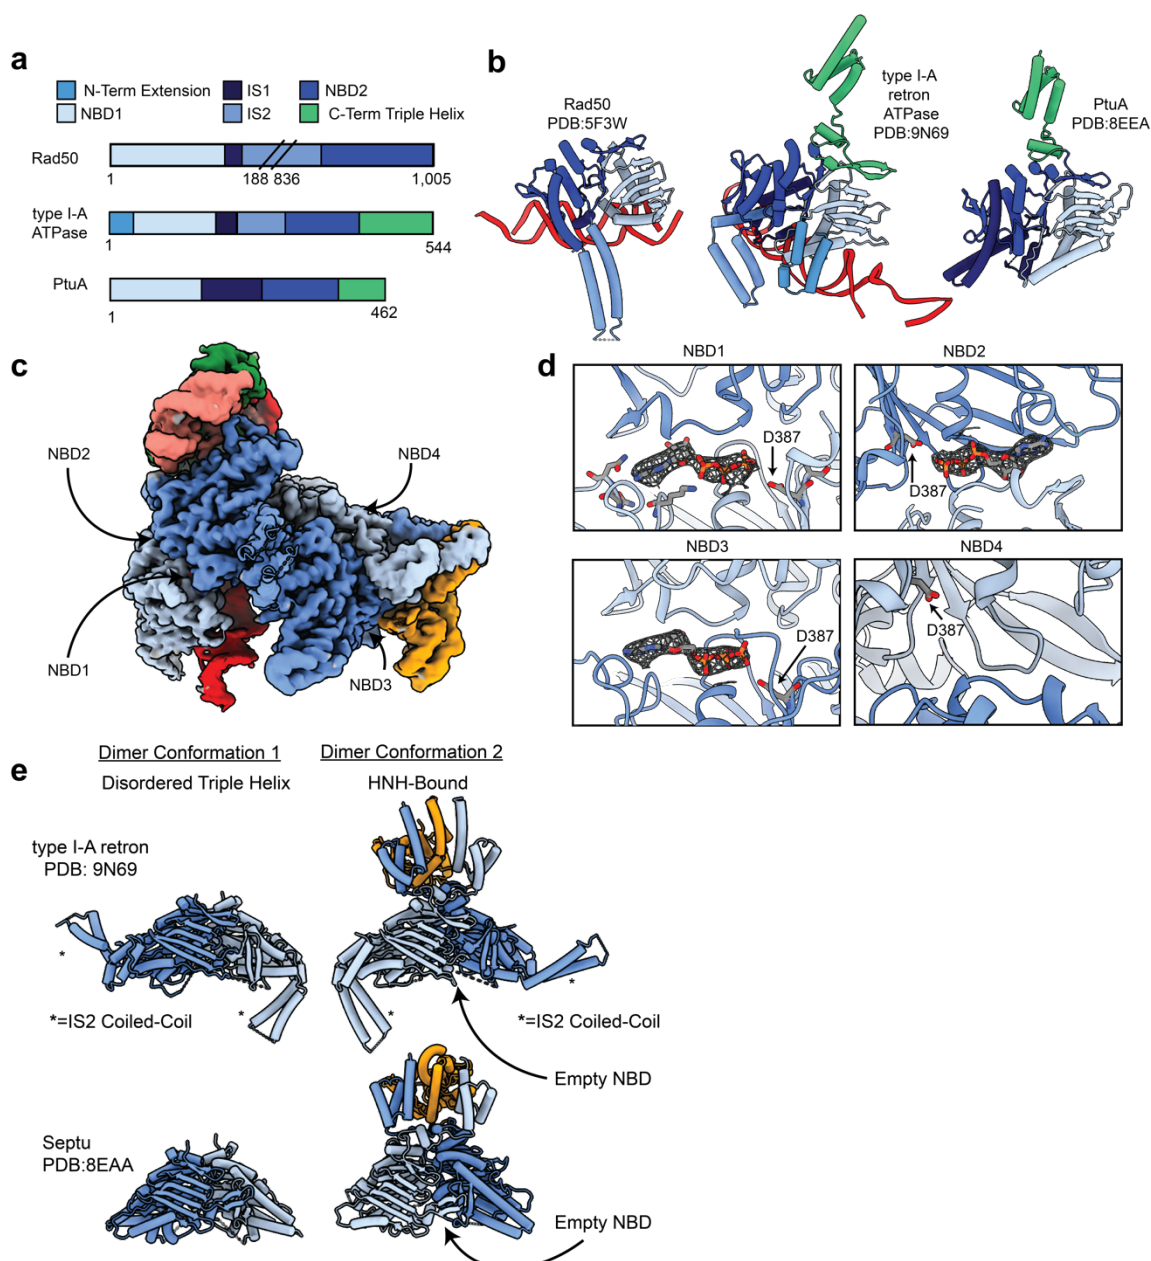 a
N-Term Extension
IS1
NBD2
NBD1
IS2
C-Term Triple Helix
Rad50
1
188
836
1,005
type I-A
ATPase
1
544
PtuA
1
462
b
Rad50
PDB:5F3W
type I-A
retron
ATPase
PDB:9N69
PtuA
PDB:8EEA
c
NBD2
NBD4
NBD1
NBD3
d
NBD1
D387
NBD2
D387
NBD3
D387
NBD4
D387
e
Dimer Conformation 1
Disordered Triple Helix
Dimer Conformation 2
HNH-Bound
type I-A retron
PDB: 9N69
*
*
*=IS2 Coiled-Coil
*
*
*=IS2 Coiled-Coil
Empty NBD
Septu
PDB:8EAA
Empty NBD